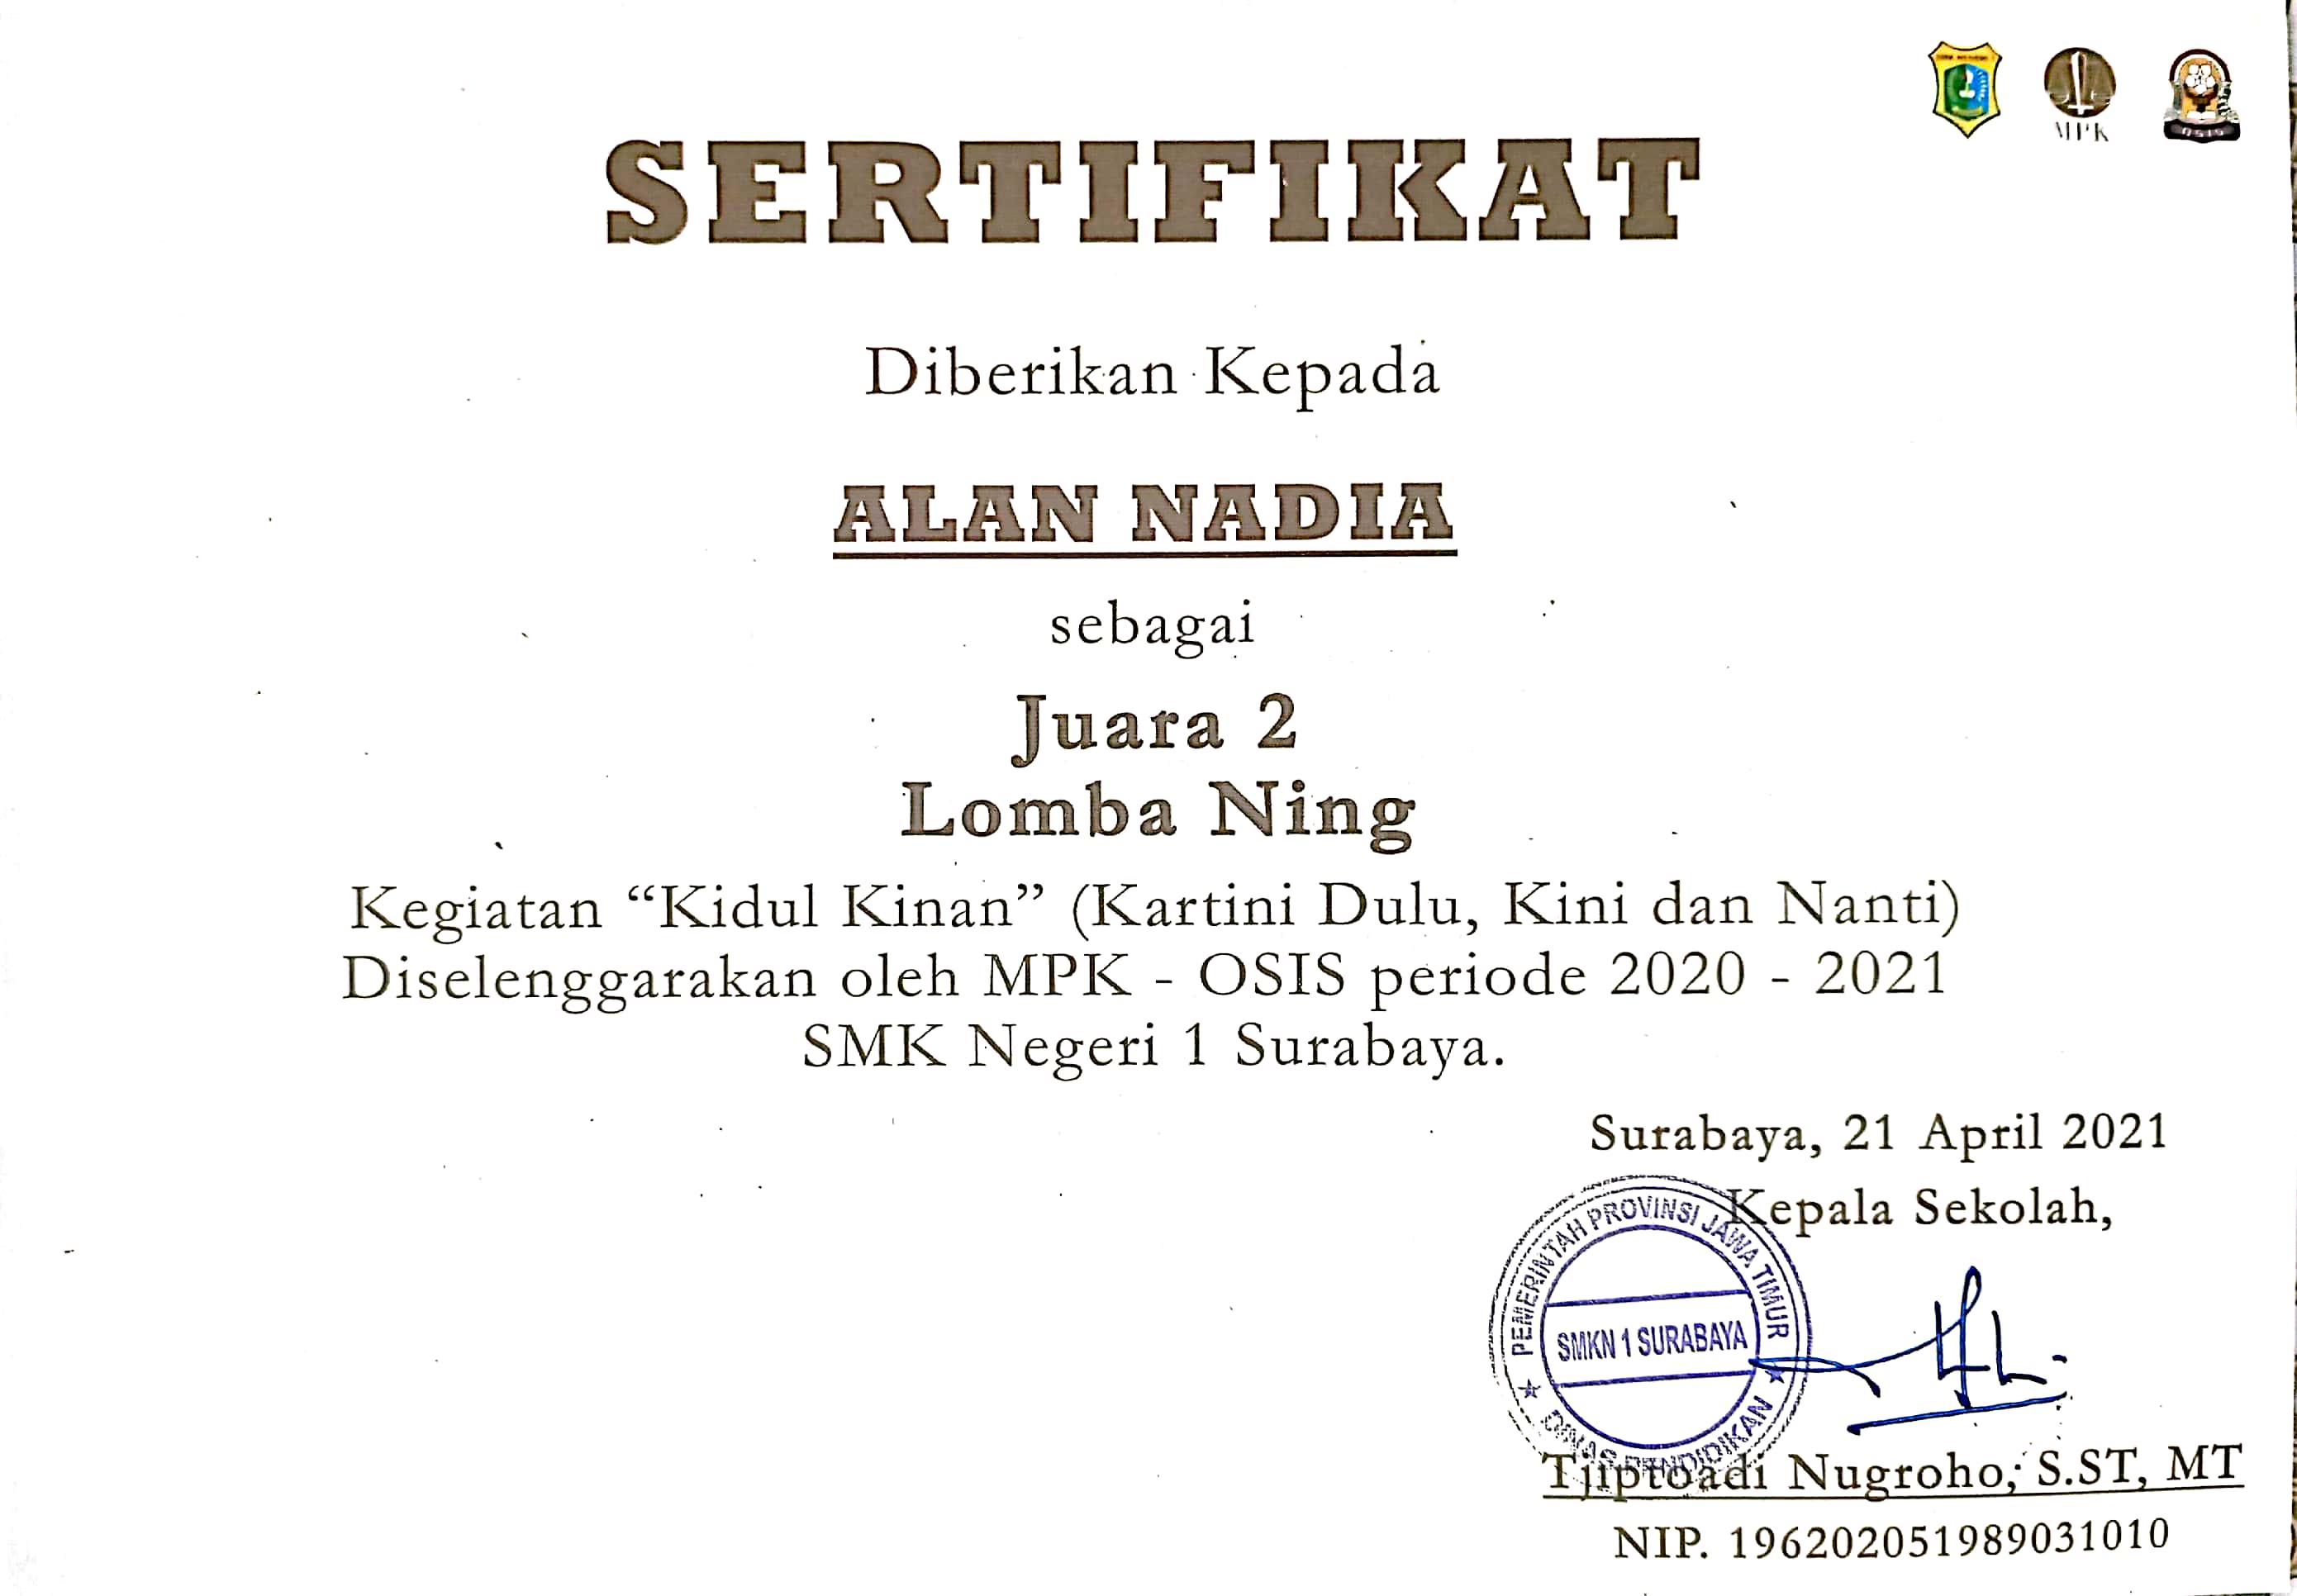 MPK
OSIS
SERTIFIKAT
Diberikan Kepada
ALAN NADIA
sebagai
Juara 2
Lomba Ning
Kegiatan “Kidul Kinan” (Kartini Dulu, Kini dan Nanti)
Diselenggarakan oleh MPK - OSIS periode 2020 - 2021
SMK Negeri 1 Surabaya.
Surabaya, 21 April 2021
Kepala Sekolah,
PEMERINTAH PROVINSI JAWA TIMUR
SMKN 1 SURABAYA
DINAS PENDIDIKAN
Tjiptoadi Nugroho, S.ST, MT
NIP. 196202051989031010